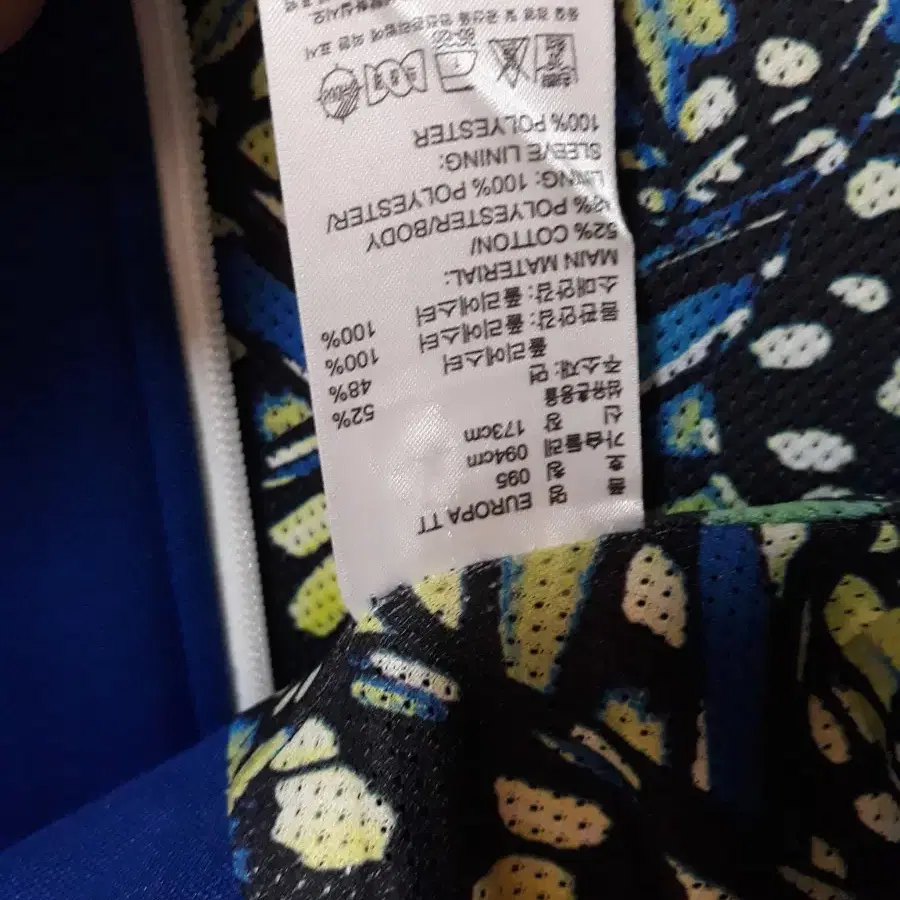 품 명 EUROPA TT
호 칭 095
가슴둘레 094cm
신 장 173cm
섬유혼용율
주소재: 면 52%
폴리에스터 48%
몸판안감: 폴리에스터 100%
소매안감: 폴리에스터 100%
MAIN MATERIAL:
52% COTTON/
48% POLYESTER/BODY
LINING: 100% POLYESTER/
SLEEVE LINING:
100% POLYESTER